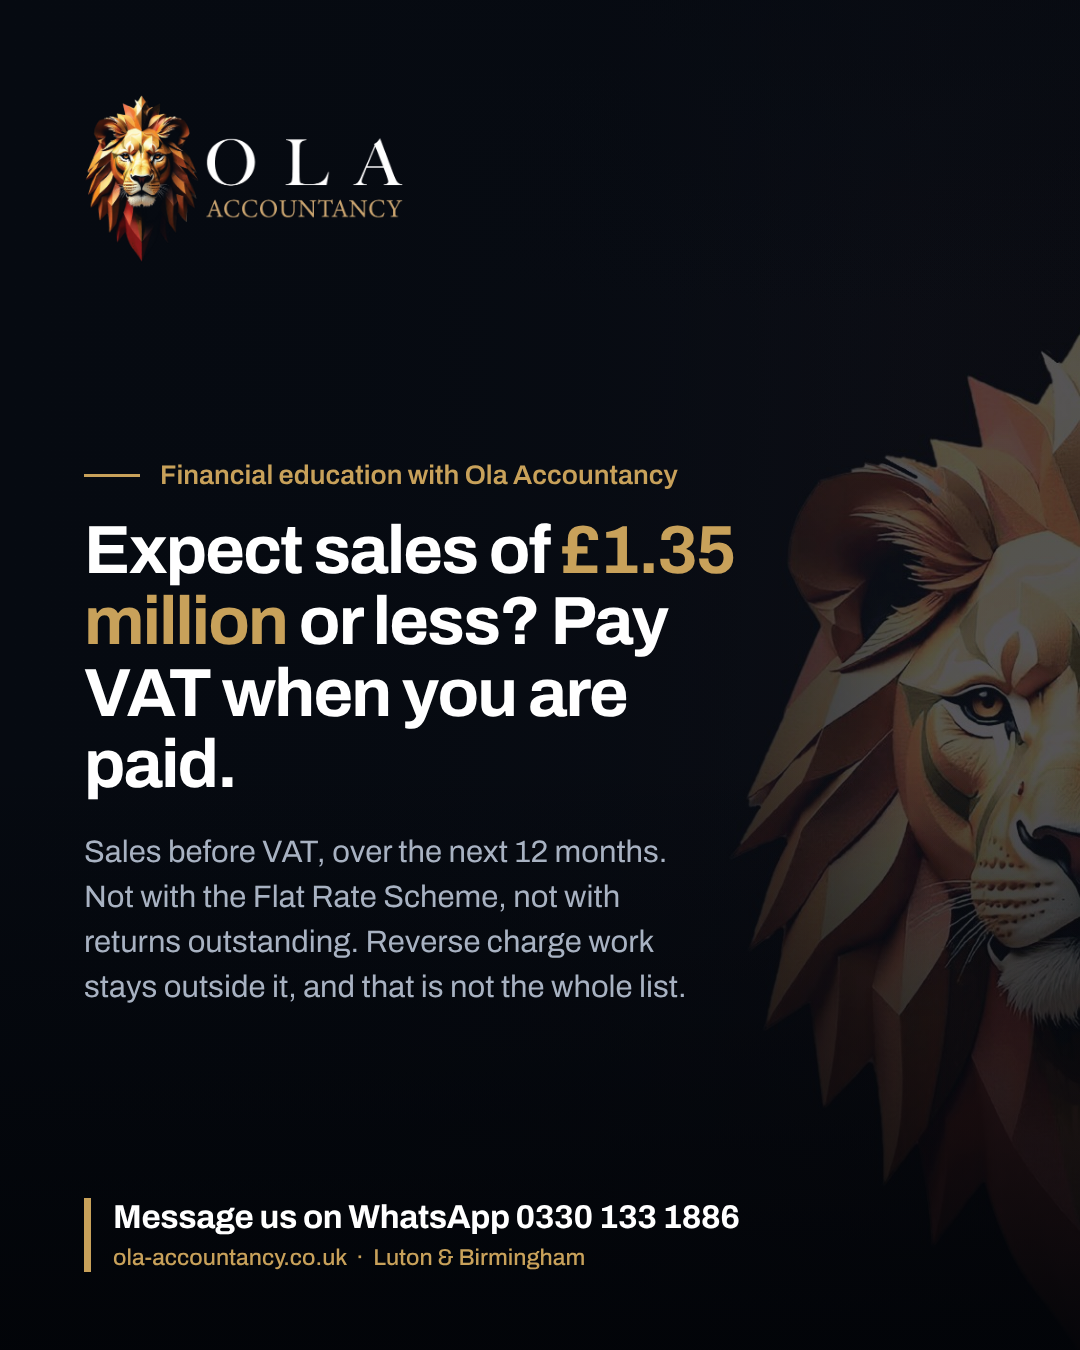 OLA
ACCOUNTANCY
Financial education with Ola Accountancy
Expect sales of £1.35
million or less? Pay
VAT when you are
paid.
Sales before VAT, over the next 12 months.
Not with the Flat Rate Scheme, not with
returns outstanding. Reverse charge work
stays outside it, and that is not the whole list.
Message us on WhatsApp 0330 133 1886
ola-accountancy.co.uk · Luton & Birmingham